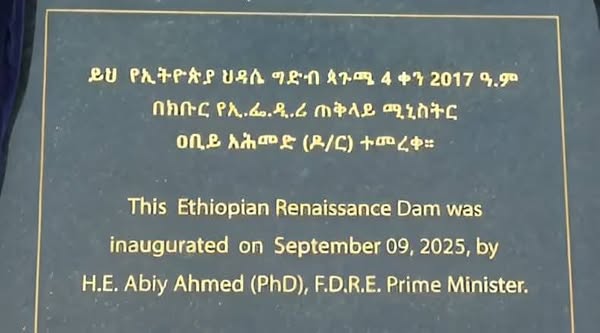 ይህ የኢትዮጵያ ህዳሴ ግድብ ጳጉሜ 4 ቀን 2017 ዓ.ም
በክቡር የኢ.ፌ.ዲ.ሪ ጠቅላይ ሚኒስትር
ዐቢይ አሕመድ (ዶ/ር) ተመረቀ።
This Ethiopian Renaissance Dam was
inaugurated on September 09, 2025, by
H.E. Abiy Ahmed (PhD), F.D.R.E. Prime Minister.